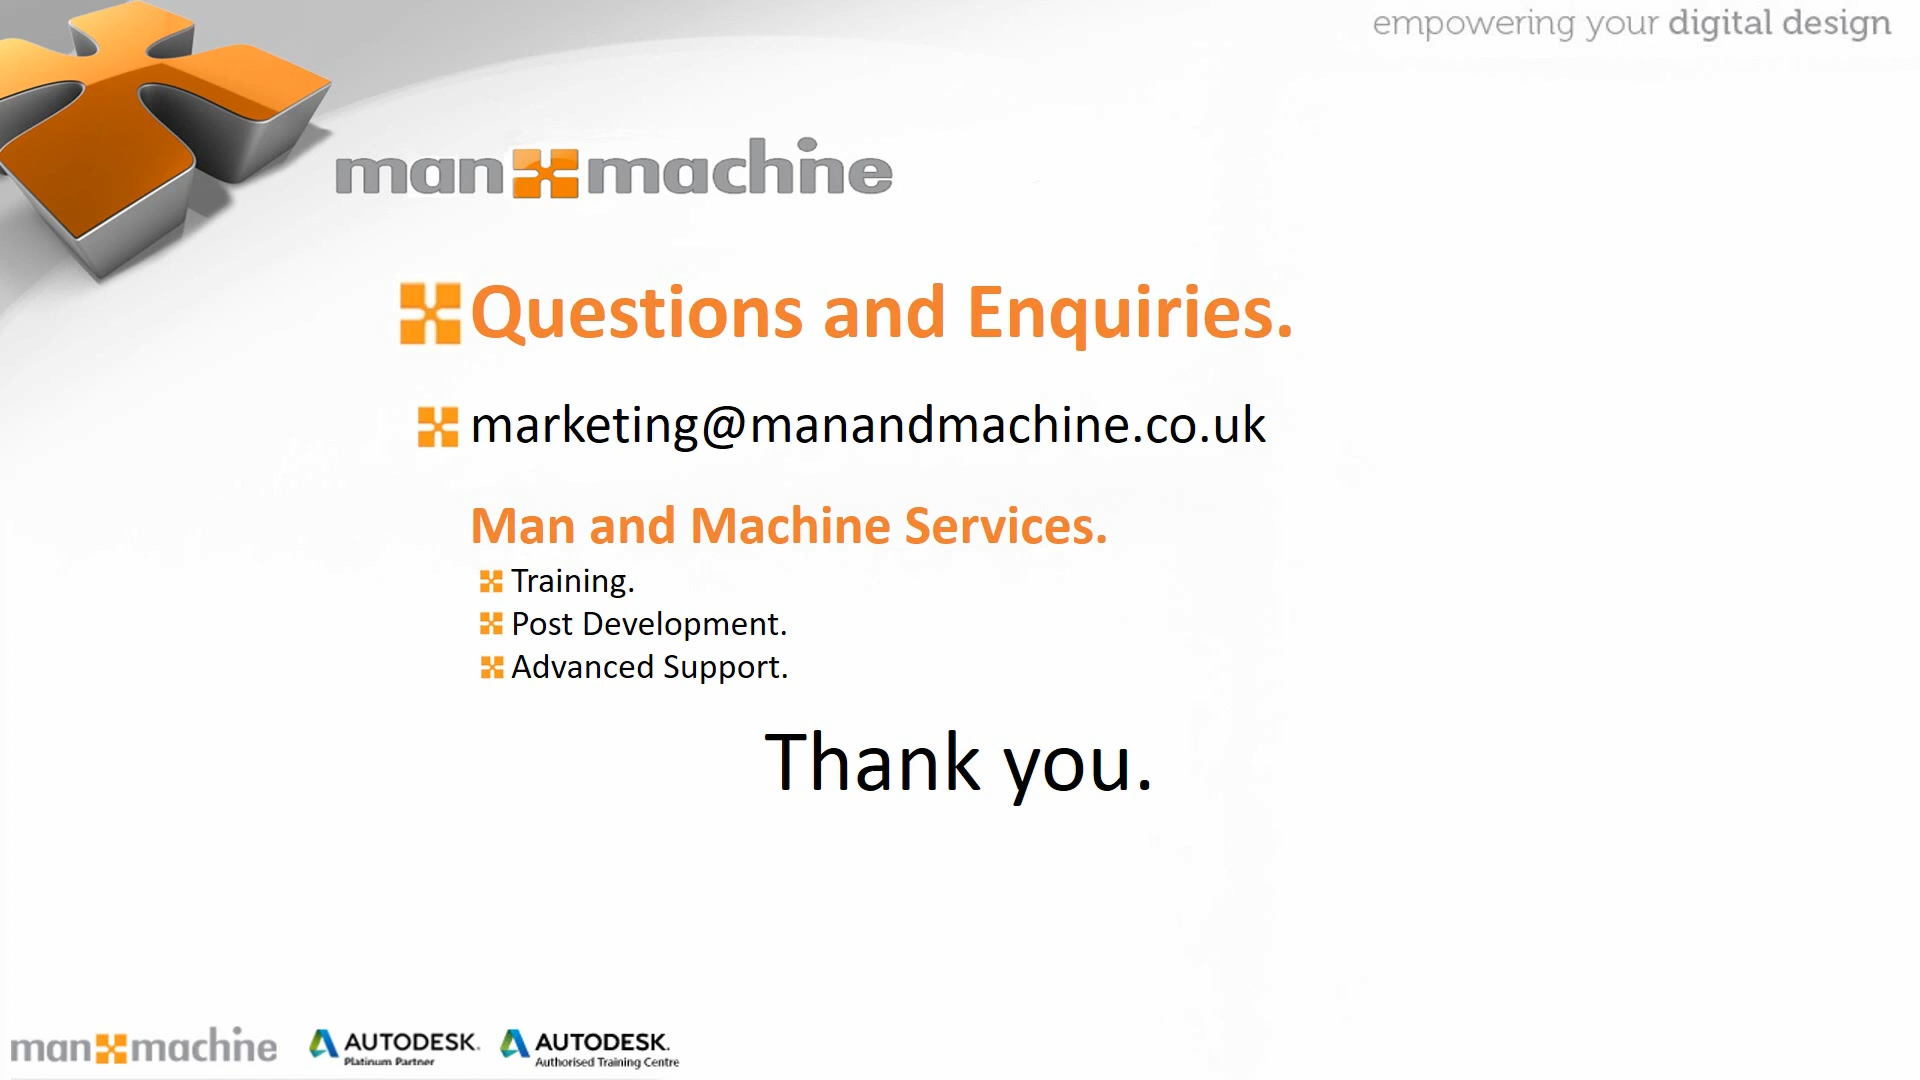 empowering your digital design
man machine
Questions and Enquiries.
marketing@manandmachine.co.uk
Man and Machine Services.
Training.
Post Development.
Advanced Support.
Thank you.
man machine
AUTODESK.
Platinum Partner
AUTODESK.
Authorised Training Centre